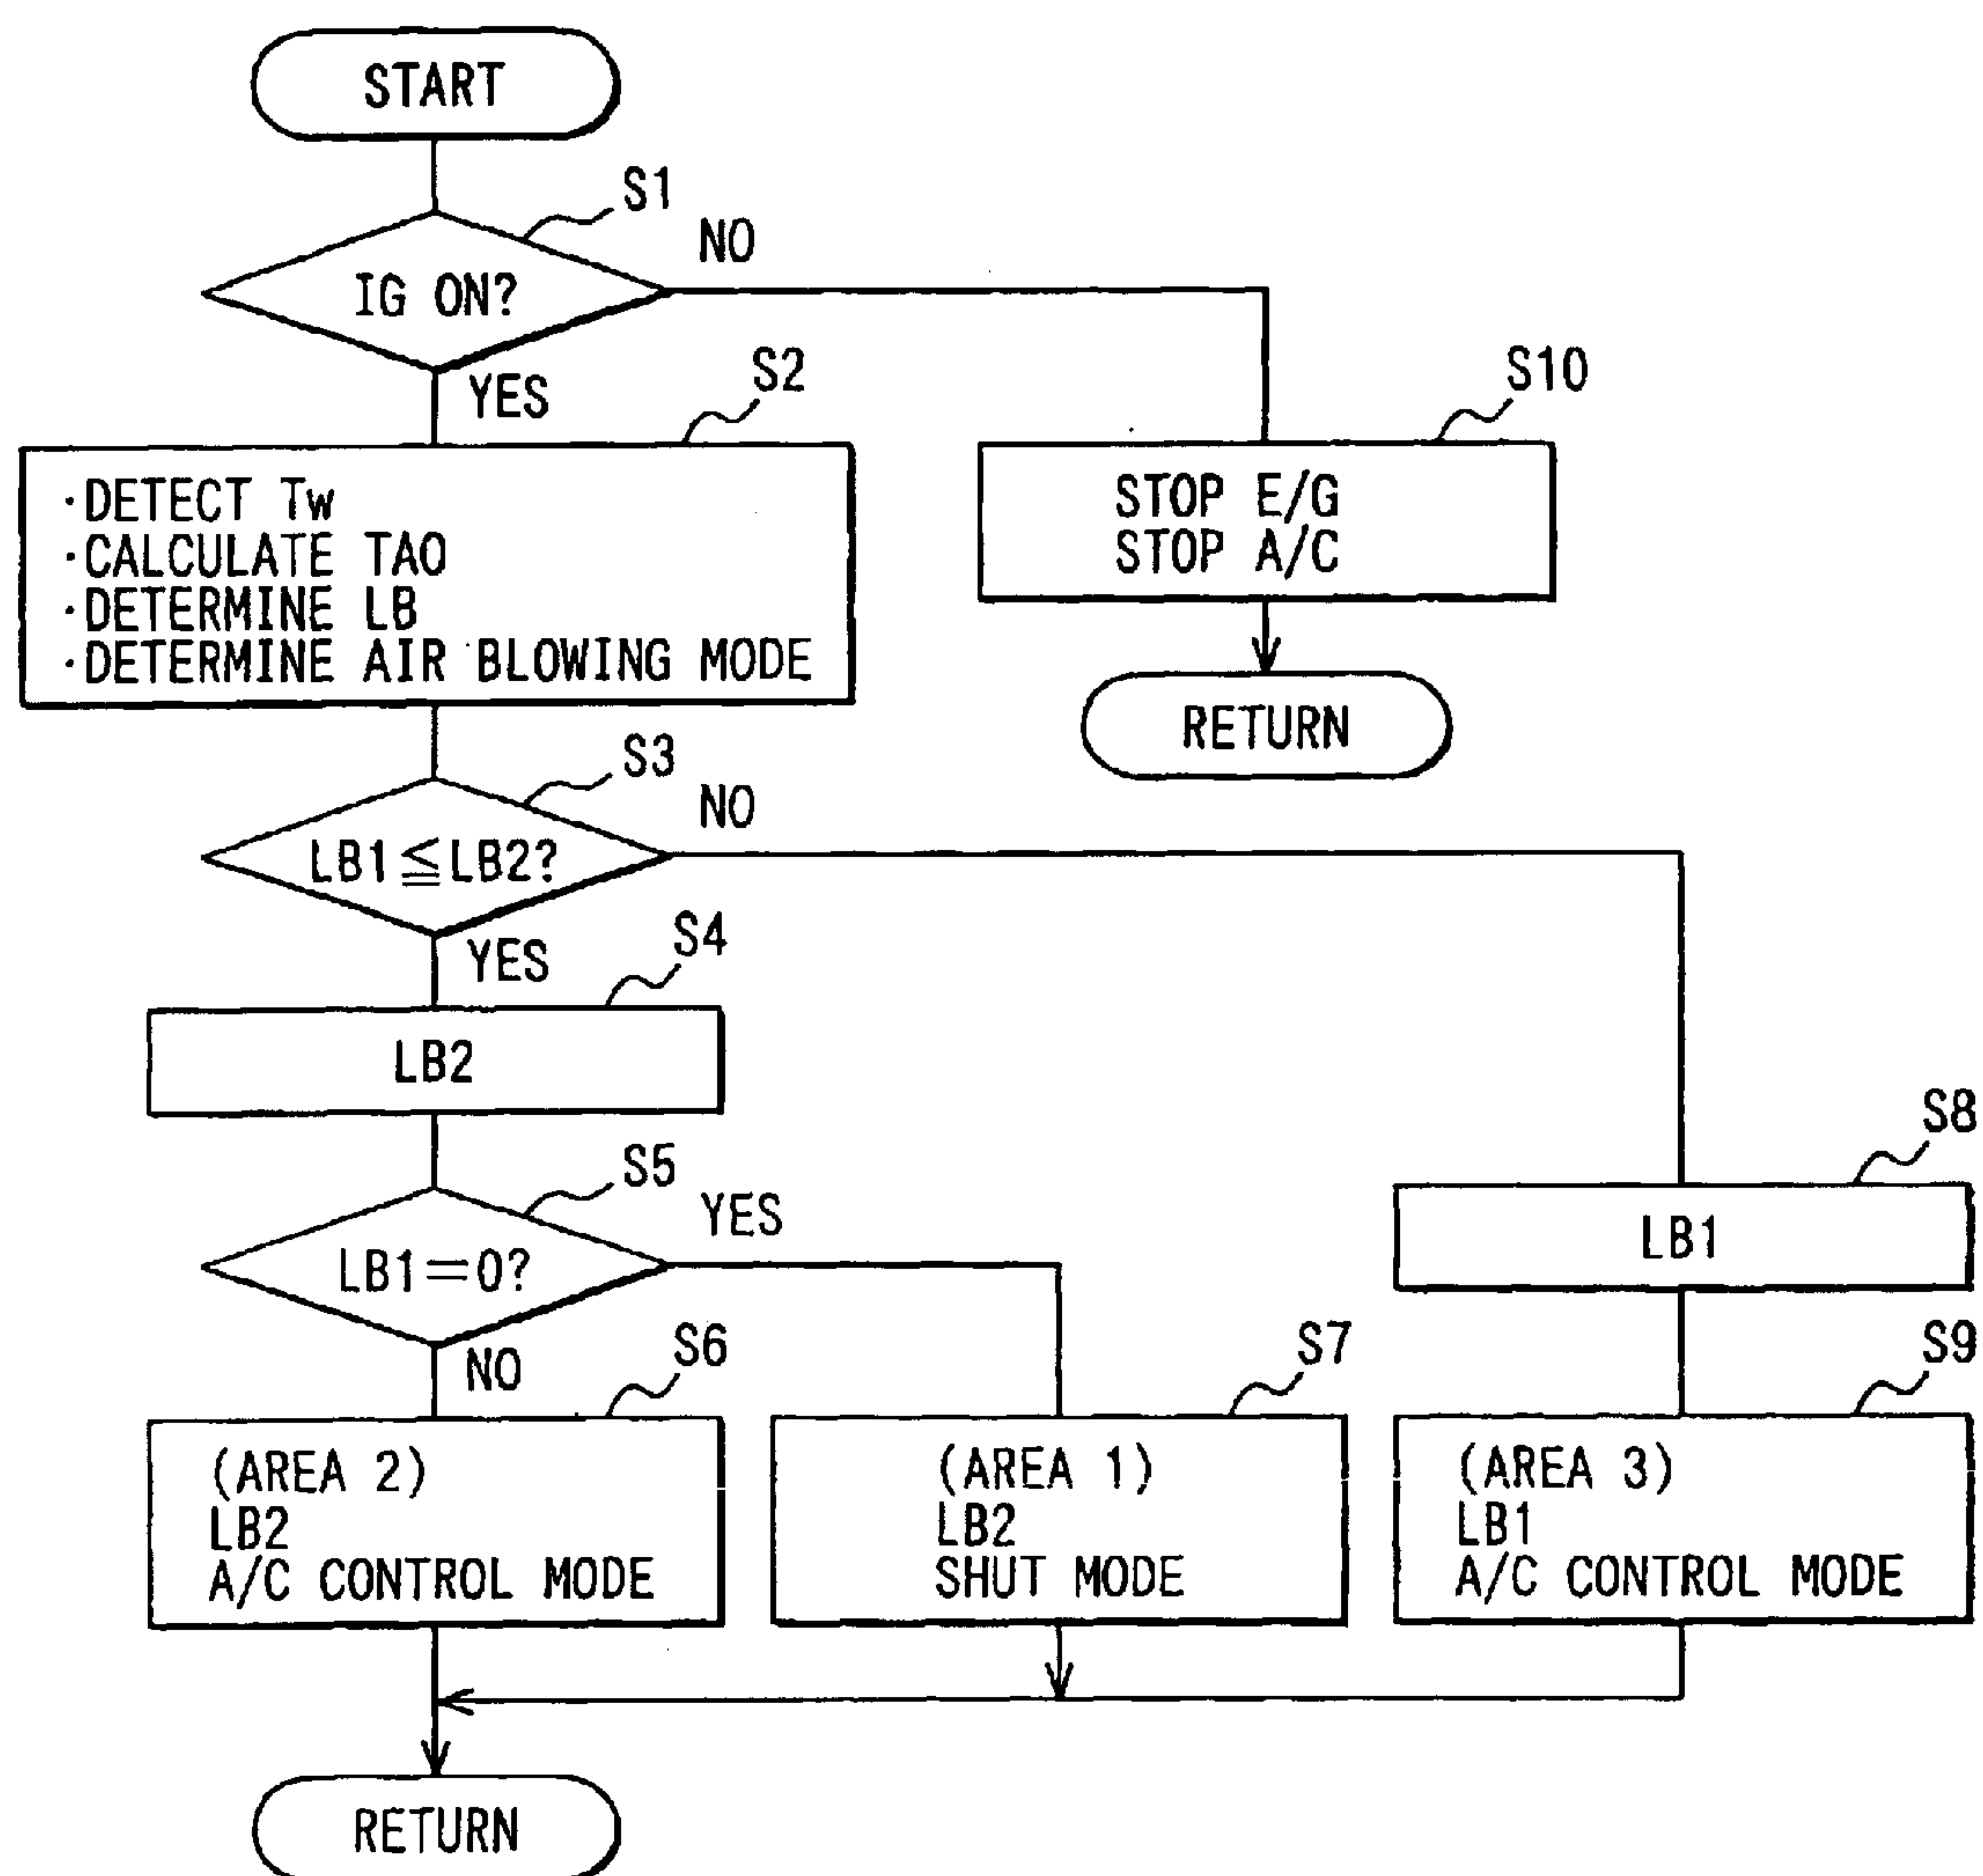 START
S1
IG ON?
NO
YES
S2
·DETECT Tw
·CALCULATE TAO
·DETERMINE LB
·DETERMINE AIR BLOWING MODE
S10
STOP E/G
STOP A/C
RETURN
S3
LB1≦LB2?
NO
YES
S4
LB2
S5
LB1=0?
YES
NO
S8
LB1
S6
(AREA 2)
LB2
A/C CONTROL MODE
S7
(AREA 1)
LB2
SHUT MODE
S9
(AREA 3)
LB1
A/C CONTROL MODE
RETURN